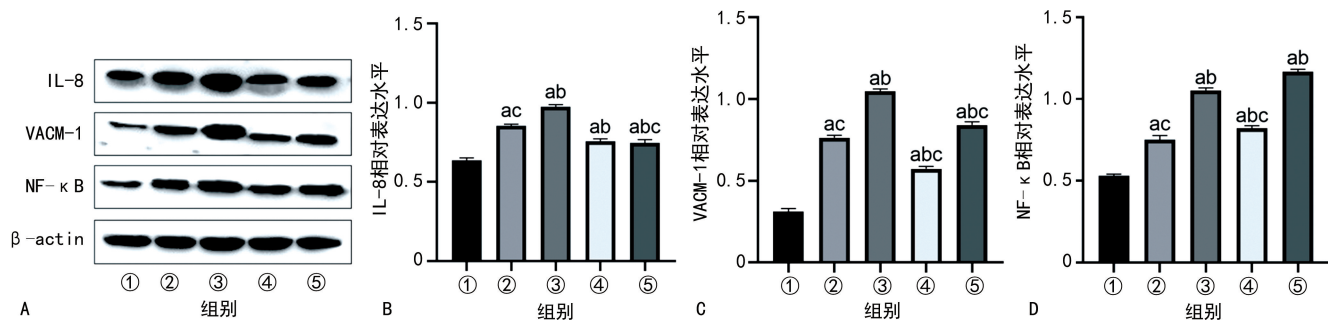 IL-8
VACM-1
NF-κB
β-actin
① ② ③ ④ ⑤
组别
A
IL-8相对表达水平
1.5
1.0
0.5
0
ac
ab
ab
abc
① ② ③ ④ ⑤
组别
B
VACM-1相对表达水平
1.5
1.0
0.5
0
ac
ab
abc
abc
① ② ③ ④ ⑤
组别
C
NF-κB相对表达水平
1.5
1.0
0.5
0
ac
ab
abc
ab
① ② ③ ④ ⑤
组别
D